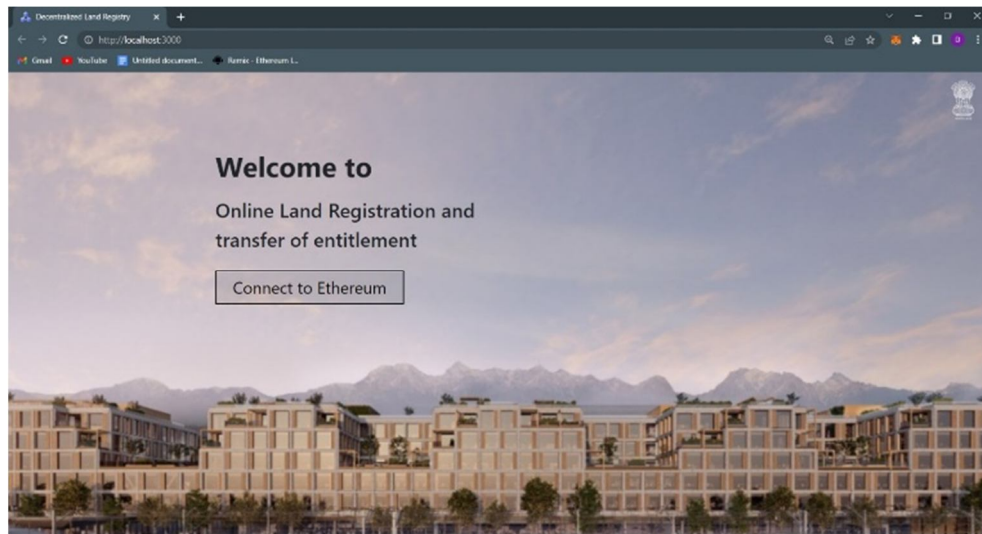 Decentralized Land Registry
http://localhost:3000
Gmail YouTube Untitled document... Remix - Ethereum I...
Welcome to
Online Land Registration and
transfer of entitlement
Connect to Ethereum